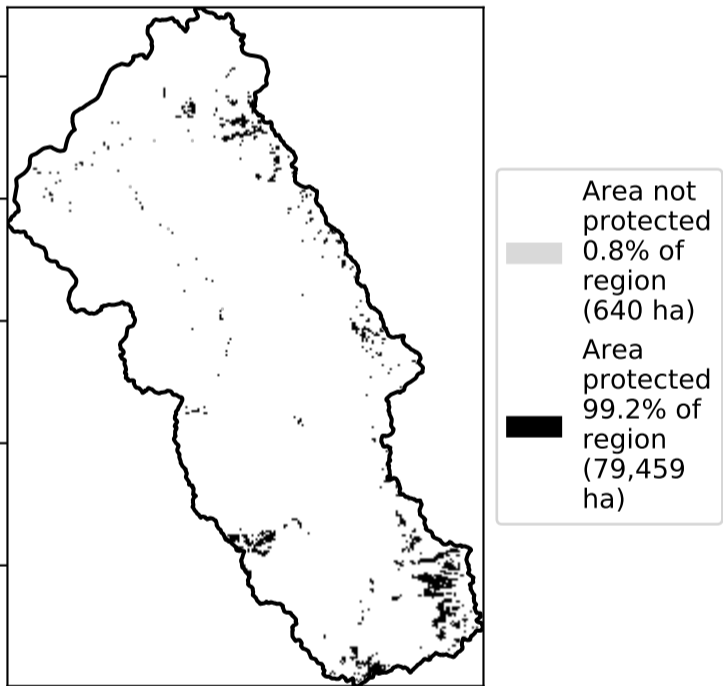 Area not
protected
0.8% of
region
(640 ha)
Area
protected
99.2% of
region
(79,459
ha)